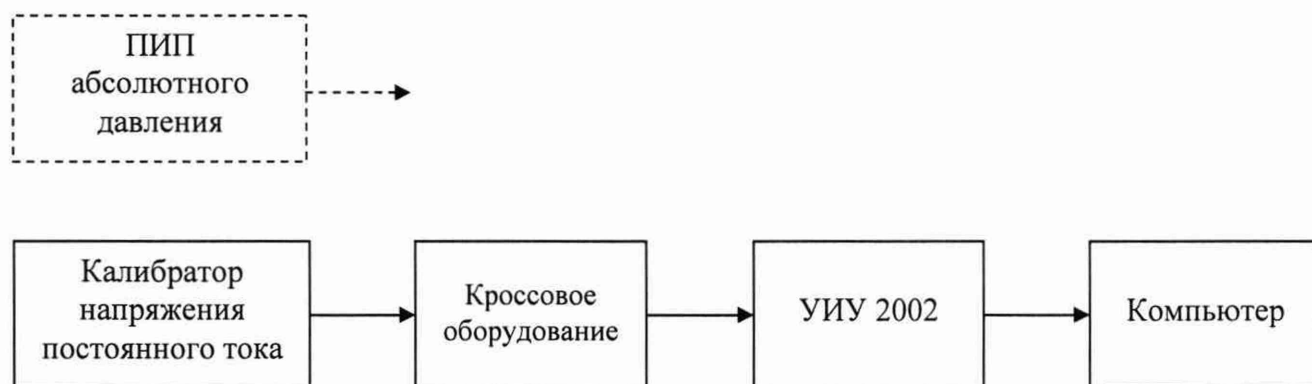 ПИП
абсолютного
давления
Калибратор
напряжения
постоянного тока
Кроссовое
оборудование
УИУ 2002
Компьютер